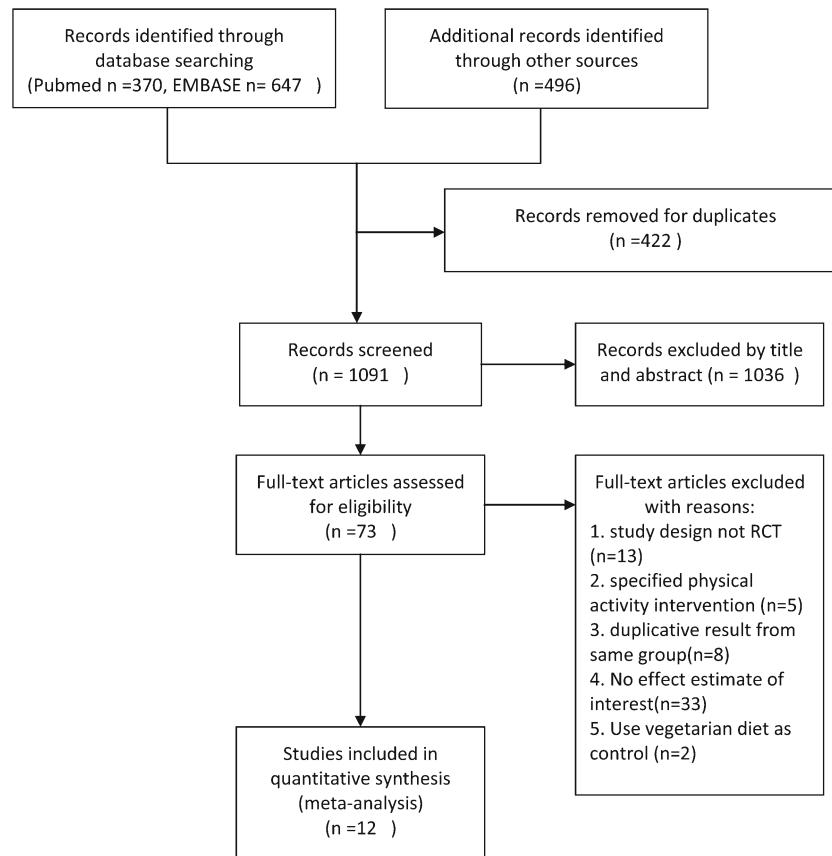 Records identified through
database searching
(Pubmed n =370, EMBASE n= 647 )
Additional records identified
through other sources
(n =496)
Records removed for duplicates
(n =422 )
Records screened
(n = 1091 )
Records excluded by title
and abstract (n = 1036 )
Full-text articles assessed
for eligibility
(n =73 )
Full-text articles excluded
with reasons:
1. study design not RCT
(n=13)
2. specified physical
activity intervention (n=5)
3. duplicative result from
same group(n=8)
4. No effect estimate of
interest(n=33)
5. Use vegetarian diet as
control (n=2)
Studies included in
quantitative synthesis
(meta-analysis)
(n =12 )